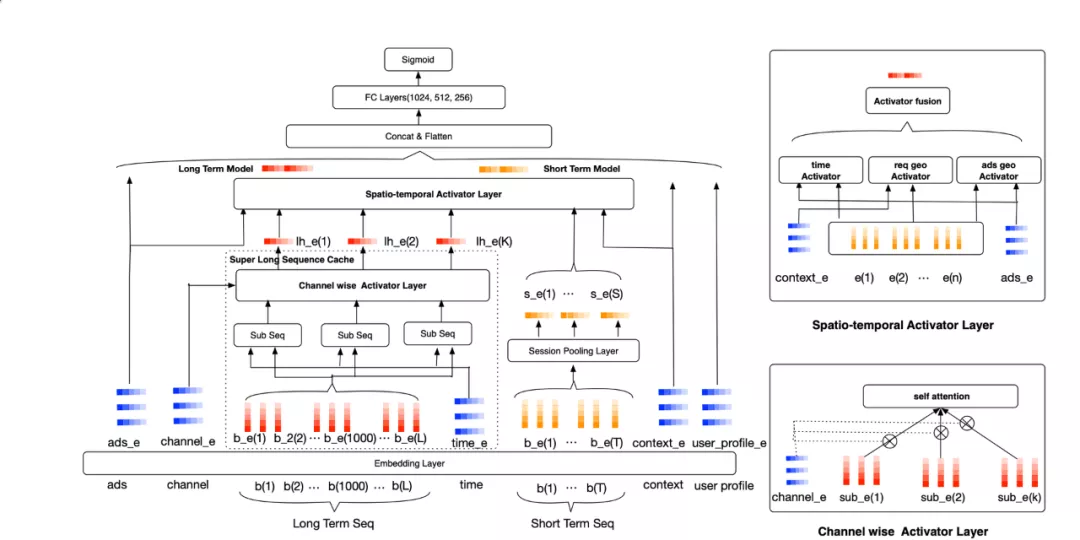 Sigmoid
FC Layers(1024, 512, 256)
Concat & Flatten
Long Term Model
Short Term Model
Spatio-temporal Activator Layer
lh_e(1)
lh_e(2)
lh_e(K)
Super Long Sequence Cache
Channel wise Activator Layer
Sub Seq
Sub Seq
Sub Seq
s_e(1) ... s_e(S)
Session Pooling Layer
ads_e
channel_e
b_e(1) b_2(2) ... b_e(1000) ... b_e(L)
time_e
b_e(1) ... b_e(T)
context_e
user_profile_e
Embedding Layer
ads
channel
b(1) b(2) ... b(1000) ... b(L)
time
b(1) ... b(T)
context
user profile
Long Term Seq
Short Term Seq
Activator fusion
time
Activator
req geo
Activator
ads geo
Activator
context_e
e(1) e(2) ... e(n)
ads_e
Spatio-temporal Activator Layer
self attention
channel_e
sub_e(1)
sub_e(2)
sub_e(k)
Channel wise Activator Layer